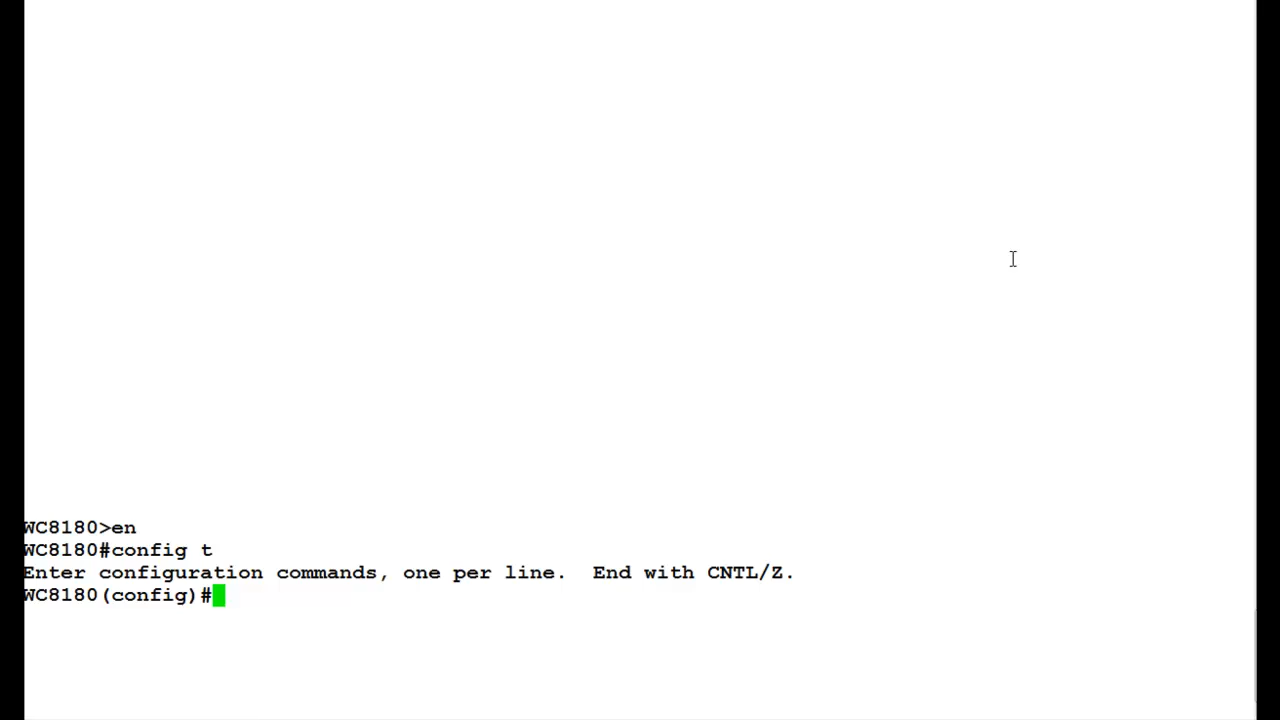 WC8180>en
WC8180#config t
Enter configuration commands, one per line.  End with CNTL/Z.
WC8180(config)#